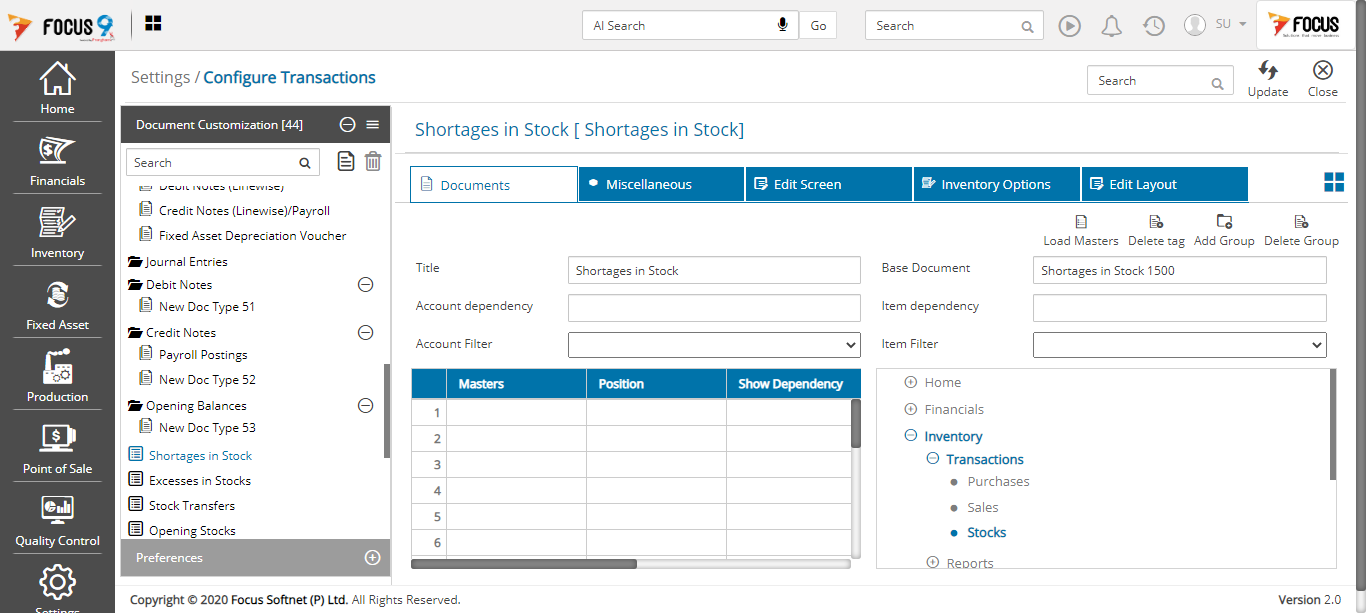 FOCUS 9
AI Search
Go
Search
SU
FOCUS
Home
Financials
Inventory
Fixed Asset
Production
Point of Sale
Quality Control
Settings
Settings / Configure Transactions
Search
Update
Close
Document Customization [44]
Search
Debit Notes (Linewise)
Credit Notes (Linewise)/Payroll
Fixed Asset Depreciation Voucher
Journal Entries
Debit Notes
New Doc Type 51
Credit Notes
Payroll Postings
New Doc Type 52
Opening Balances
New Doc Type 53
Shortages in Stock
Excesses in Stocks
Stock Transfers
Opening Stocks
Preferences
Shortages in Stock [ Shortages in Stock]
Documents
Miscellaneous
Edit Screen
Inventory Options
Edit Layout
Load Masters
Delete tag
Add Group
Delete Group
Title
Shortages in Stock
Base Document
Shortages in Stock 1500
Account dependency
Item dependency
Account Filter
Item Filter
Masters Position Show Dependency
1
2
3
4
5
6
Home
Financials
Inventory
Transactions
Purchases
Sales
Stocks
Reports
Copyright © 2020 Focus Softnet (P) Ltd. All Rights Reserved.
Version 2.0